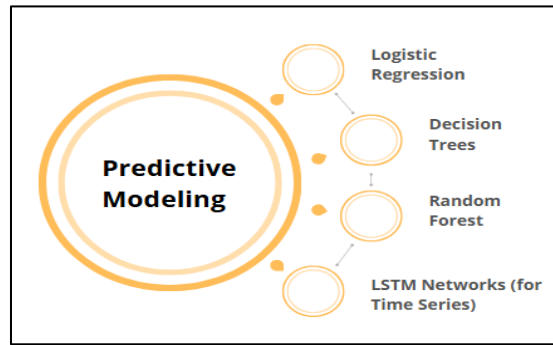 Logistic
Regression
Decision
Trees
Predictive
Modeling
Random
Forest
LSTM Networks (for
Time Series)